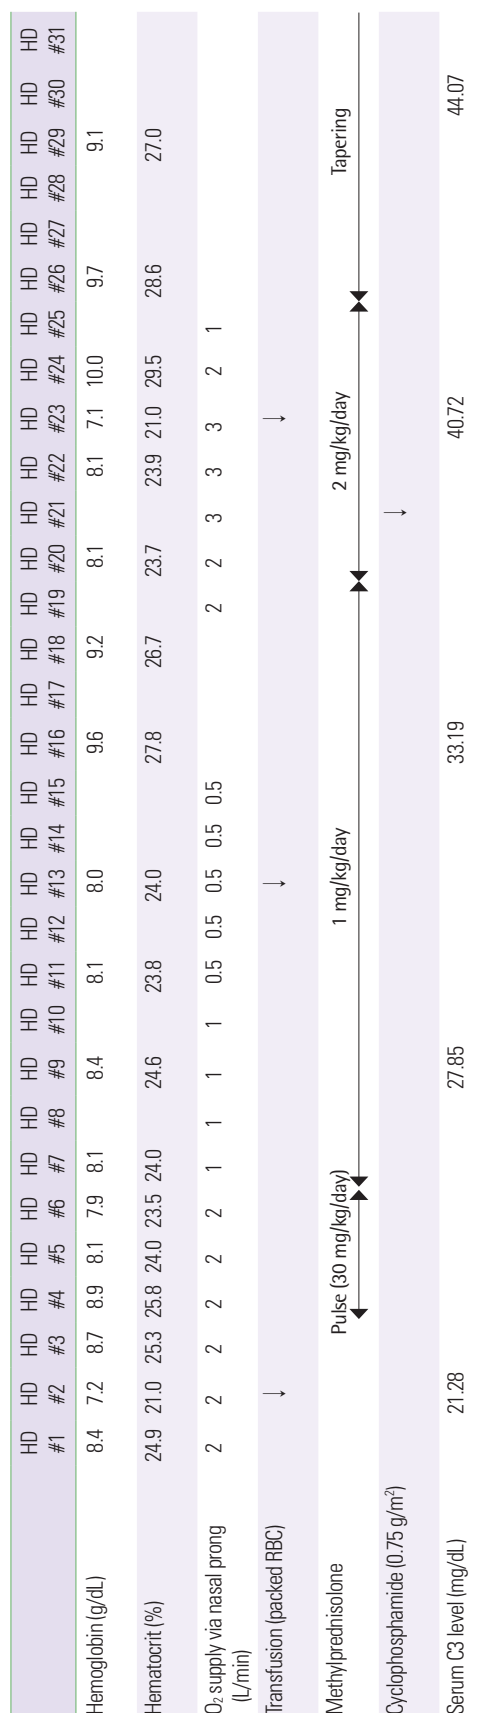 HD #1 HD #2 HD #3 HD #4 HD #5 HD #6 HD #7 HD #8 HD #9 HD #10 HD #11 HD #12 HD #13 HD #14 HD #15 HD #16 HD #17 HD #18 HD #19 HD #20 HD #21 HD #22 HD #23 HD #24 HD #25 HD #26 HD #27 HD #28 HD #29 HD #30 HD #31
Hemoglobin (g/dL) 8.4 7.2 8.7 8.9 8.1 7.9 8.1 8.4 8.1 8.0 9.6 9.2 8.1 8.1 7.1 10.0 9.7 9.1
Hematocrit (%) 24.9 21.0 25.3 25.8 24.0 23.5 24.0 24.6 23.8 24.0 27.8 26.7 23.7 23.9 21.0 29.5 28.6 27.0
O₂ supply via nasal prong (L/min) 2 2 2 2 2 2 1 1 1 1 0.5 0.5 0.5 0.5 0.5 2 2 3 3 3 2 1
Transfusion (packed RBC) ↓ ↓ ↓
Methylprednisolone Pulse (30 mg/kg/day) 1 mg/kg/day 2 mg/kg/day Tapering
Cyclophosphamide (0.75 g/m²) ↓
Serum C3 level (mg/dL) 21.28 27.85 33.19 40.72 44.07